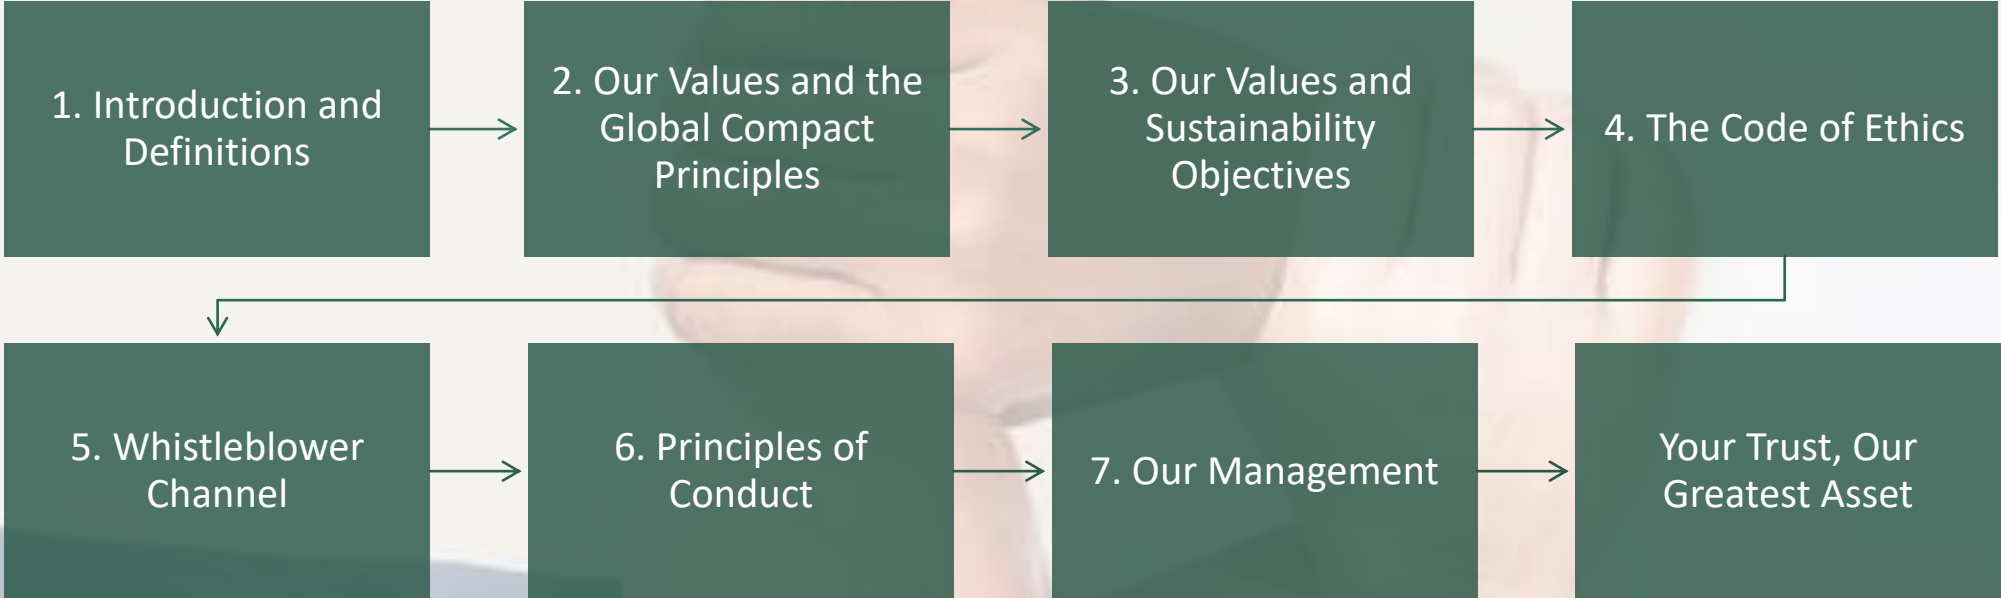 1. Introduction and
Definitions
2. Our Values and the
Global Compact
Principles
3. Our Values and
Sustainability
Objectives
4. The Code of Ethics
5. Whistleblower
Channel
6. Principles of
Conduct
7. Our Management
Your Trust, Our
Greatest Asset